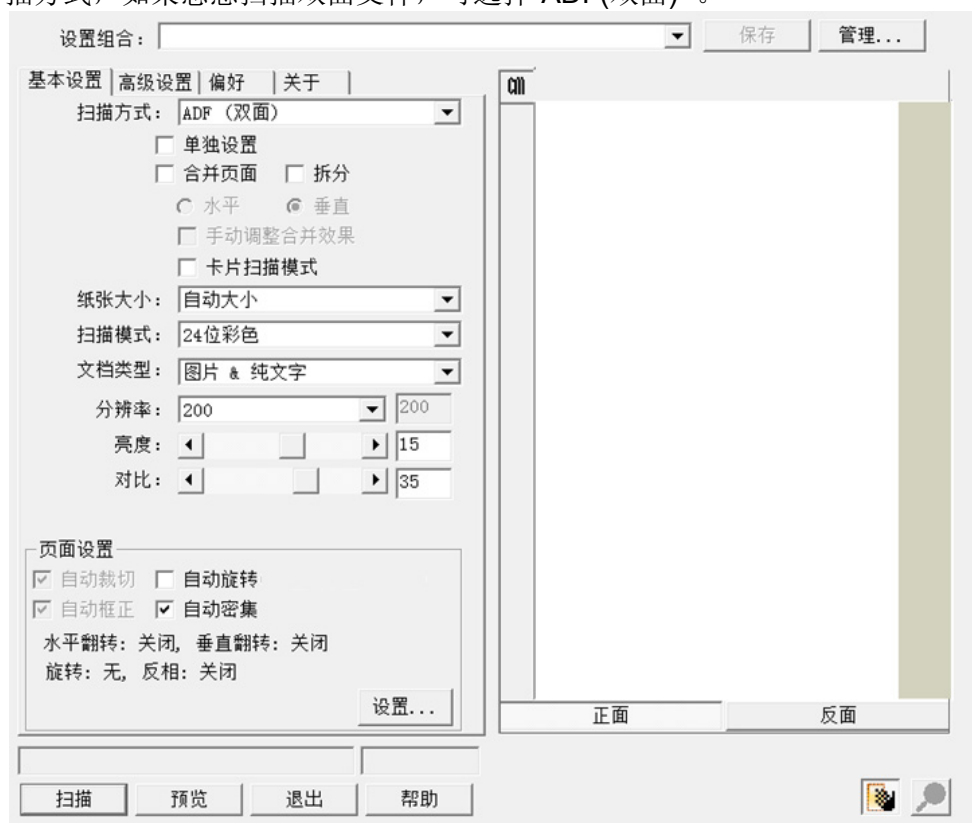 设置组合： 保存 管理...
基本设置 高级设置 偏好 关于
cm
扫描方式： ADF （双面）
单独设置
合并页面 拆分
水平 垂直
手动调整合并效果
卡片扫描模式
纸张大小： 自动大小
扫描模式： 24位彩色
文档类型： 图片 & 纯文字
分辨率： 200 200
亮度： 15
对比： 35
页面设置
自动裁切 自动旋转
自动框正 自动密集
水平翻转： 关闭， 垂直翻转： 关闭
旋转： 无， 反相： 关闭
设置...
正面 反面
扫描 预览 退出 帮助